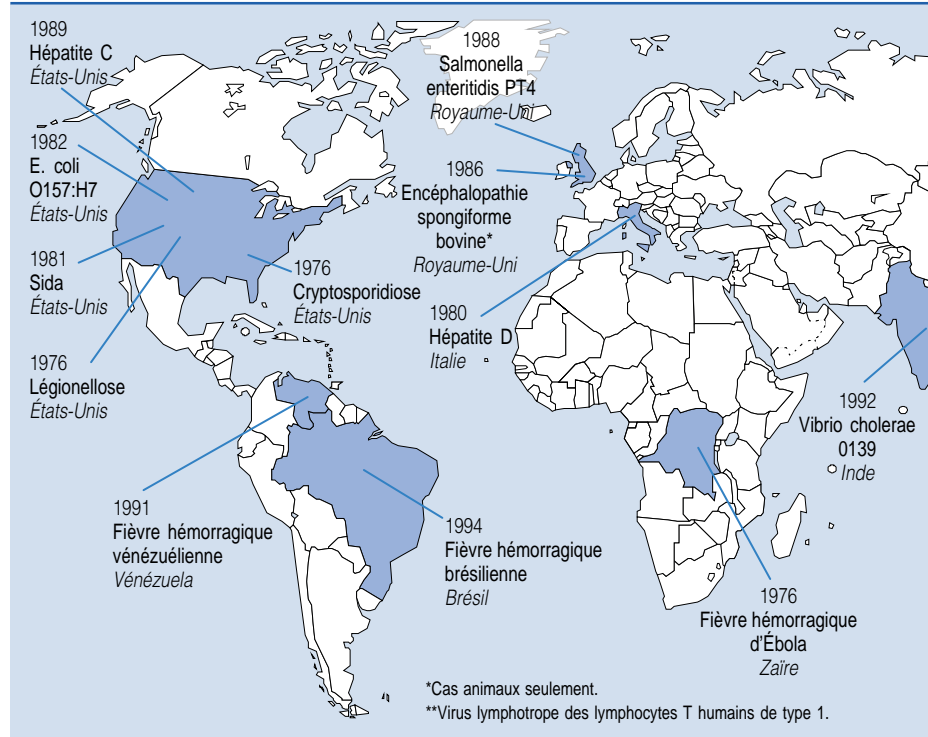 1989
Hépatite C
États-Unis
1982
E. coli
O157:H7
États-Unis
1981
Sida
États-Unis
1976
Légionellose
États-Unis
1976
Cryptosporidiose
États-Unis
1988
Salmonella
enteritidis PT4
Royaume-Uni
1986
Encéphalopathie
spongiforme
bovine*
Royaume-Uni
1980
Hépatite D
Italie
1992
Vibrio cholerae
0139
Inde
1991
Fièvre hémorragique
vénézuélienne
Vénézuela
1994
Fièvre hémorragique
brésilienne
Brésil
1976
Fièvre hémorragique
d'Ébola
Zaïre
*Cas animaux seulement.
**Virus lymphotrope des lymphocytes T humains de type 1.